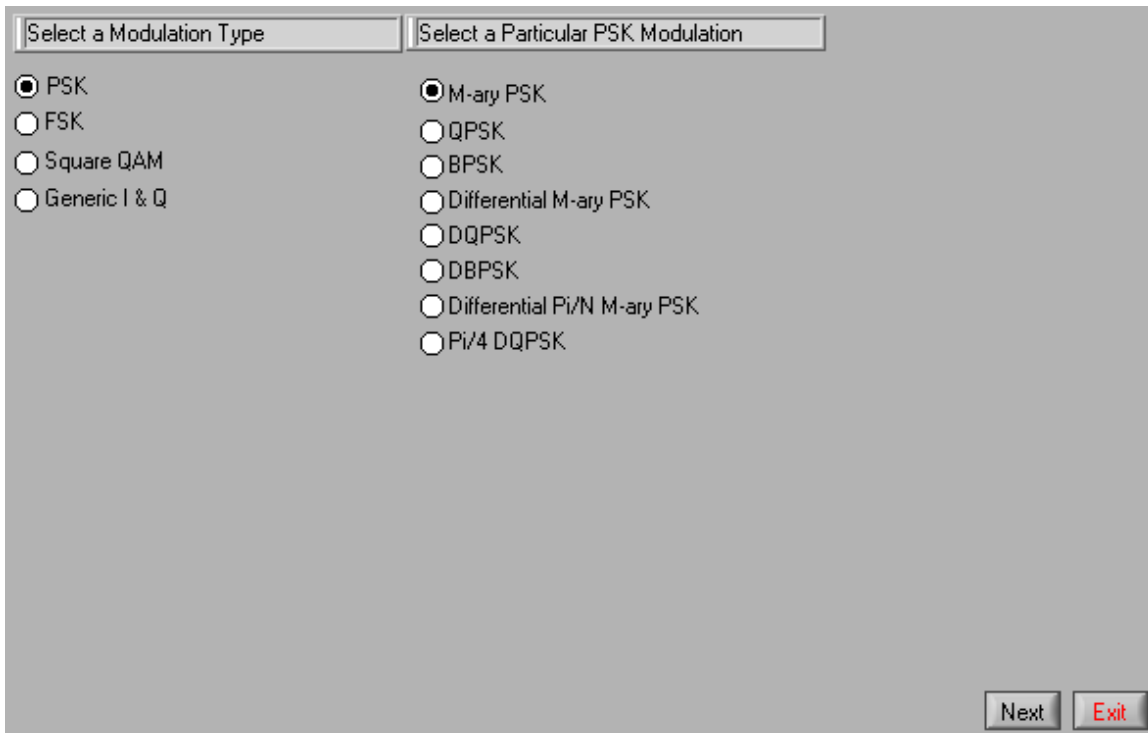 Select a Modulation Type
Select a Particular PSK Modulation
PSK
FSK
Square QAM
Generic I & Q
M-ary PSK
QPSK
BPSK
Differential M-ary PSK
DQPSK
DBPSK
Differential Pi/N M-ary PSK
Pi/4 DQPSK
Next
Exit